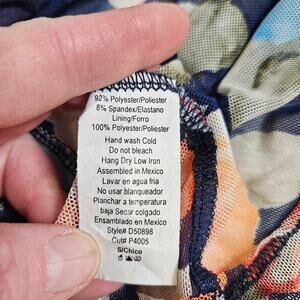 92% Polyester/Poliester
8% Spandex/Elastano
Lining/Forro
100% Polyester/Poliester
Hand wash Cold
Do not bleach
Hang Dry Low Iron
Assembled in Mexico
Lavar en agua fria
No usar blanqueador
Planchar a temperatura
baja Secar colgado
Ensamblado en Mexico
Style# D50898
Cut# P4005
S/Chico